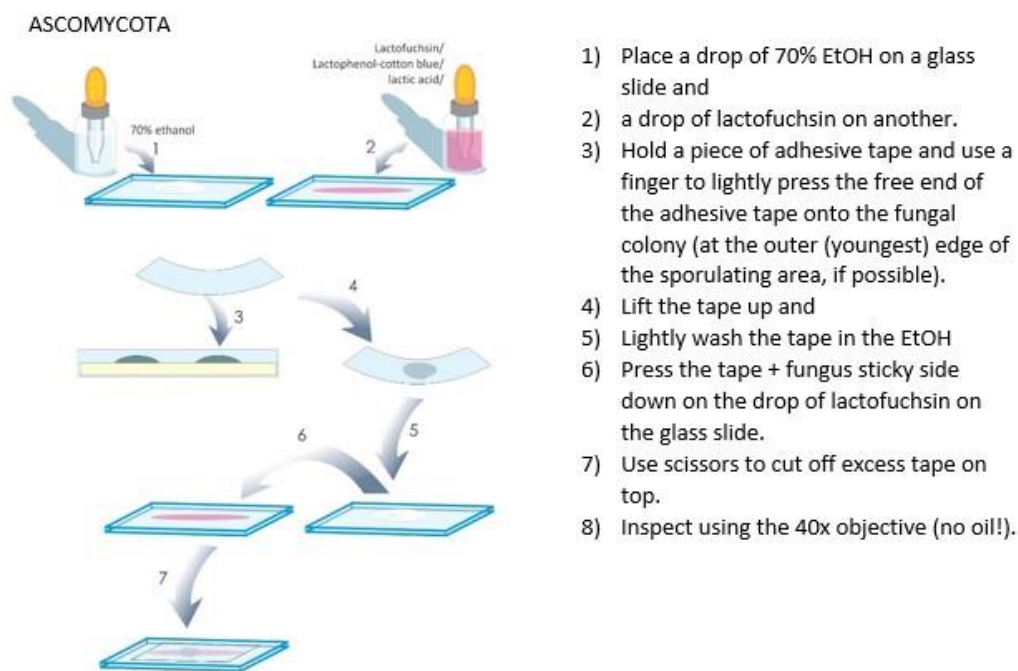 ASCOMYCOTA
Lactofuchsin/
Lactophenol-cotton blue/
lactic acid/
70% ethanol
1
2
3
4
5
6
7
1) Place a drop of 70% EtOH on a glass
slide and
2) a drop of lactofuchsin on another.
3) Hold a piece of adhesive tape and use a
finger to lightly press the free end of
the adhesive tape onto the fungal
colony (at the outer (youngest) edge of
the sporulating area, if possible).
4) Lift the tape up and
5) Lightly wash the tape in the EtOH
6) Press the tape + fungus sticky side
down on the drop of lactofuchsin on
the glass slide.
7) Use scissors to cut off excess tape on
top.
8) Inspect using the 40x objective (no oil!).